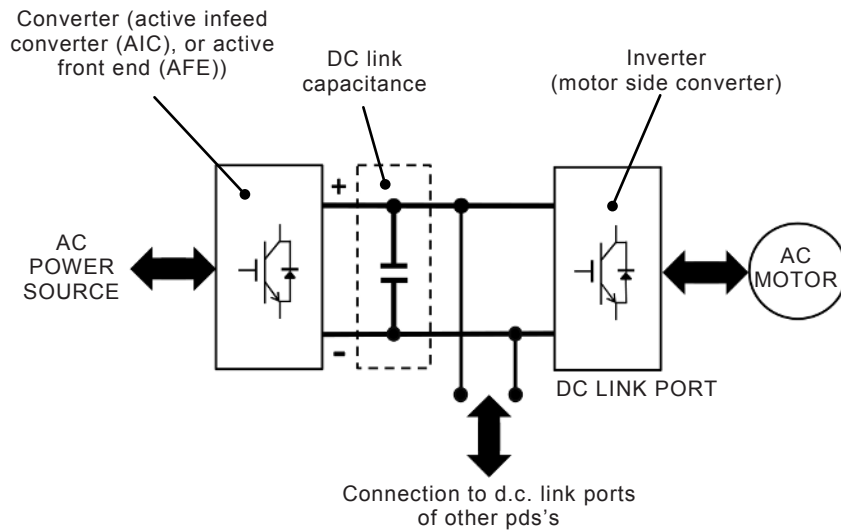 Converter (active infeed
converter (AIC), or active
front end (AFE))
DC link
capacitance
Inverter
(motor side converter)
+
AC
POWER
SOURCE
AC
MOTOR
-
DC LINK PORT
Connection to d.c. link ports
of other pds's